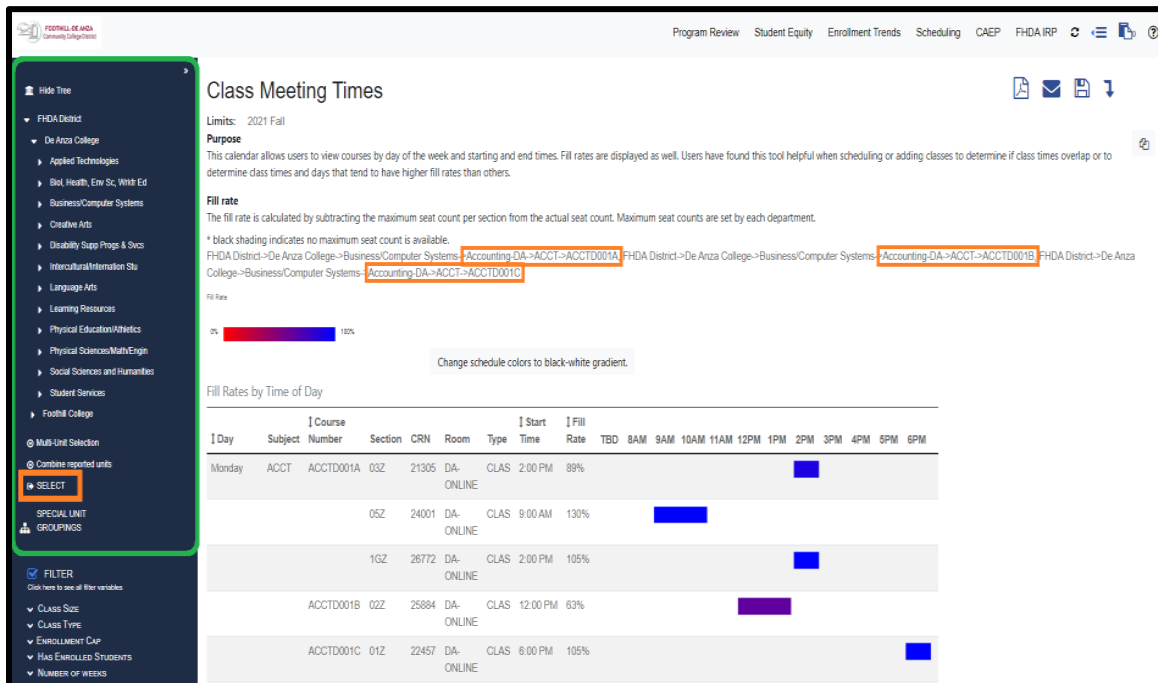 FOOTHILL-DE ANZA
Community College District
Program Review Student Equity Enrollment Trends Scheduling CAEP FHDA IRP
»
Hide Tree
FHDA District
De Anza College
Applied Technologies
Biol, Health, Env Sc, Wrkfr Ed
Business/Computer Systems
Creative Arts
Disability Supp Progs & Svcs
Intercultural/Internation Stu
Language Arts
Learning Resources
Physical Education/Athletics
Physical Sciences/Math/Engin
Social Sciences and Humanities
Student Services
Foothill College
Multi-Unit Selection
Combine reported units
SELECT
SPECIAL UNIT
GROUPINGS
FILTER
Click here to see all filter variables
CLASS SIZE
CLASS TYPE
ENROLLMENT CAP
HAS ENROLLED STUDENTS
NUMBER OF WEEKS
Class Meeting Times
Limits: 2021 Fall
Purpose
This calendar allows users to view courses by day of the week and starting and end times. Fill rates are displayed as well. Users have found this tool helpful when scheduling or adding classes to determine if class times overlap or to
determine class times and days that tend to have higher fill rates than others.
Fill rate
The fill rate is calculated by subtracting the maximum seat count per section from the actual seat count. Maximum seat counts are set by each department.
* black shading indicates no maximum seat count is available.
FHDA District->De Anza College->Business/Computer Systems->Accounting-DA->ACCT->ACCTD001A, FHDA District->De Anza College->Business/Computer Systems->Accounting-DA->ACCT->ACCTD001B, FHDA District->De Anza
College->Business/Computer Systems->Accounting-DA->ACCT->ACCTD001C
Fill Rate
0% 100%
Change schedule colors to black-white gradient.
Fill Rates by Time of Day
Course Start Fill
Day Subject Number Section CRN Room Type Time Rate TBD 8AM 9AM 10AM 11AM 12PM 1PM 2PM 3PM 4PM 5PM 6PM
Monday ACCT ACCTD001A 03Z 21305 DA- CLAS 2:00 PM 89%
ONLINE
05Z 24001 DA- CLAS 9:00 AM 130%
ONLINE
1GZ 26772 DA- CLAS 2:00 PM 105%
ONLINE
ACCTD001B 02Z 25884 DA- CLAS 12:00 PM 63%
ONLINE
ACCTD001C 01Z 22457 DA- CLAS 6:00 PM 105%
ONLINE